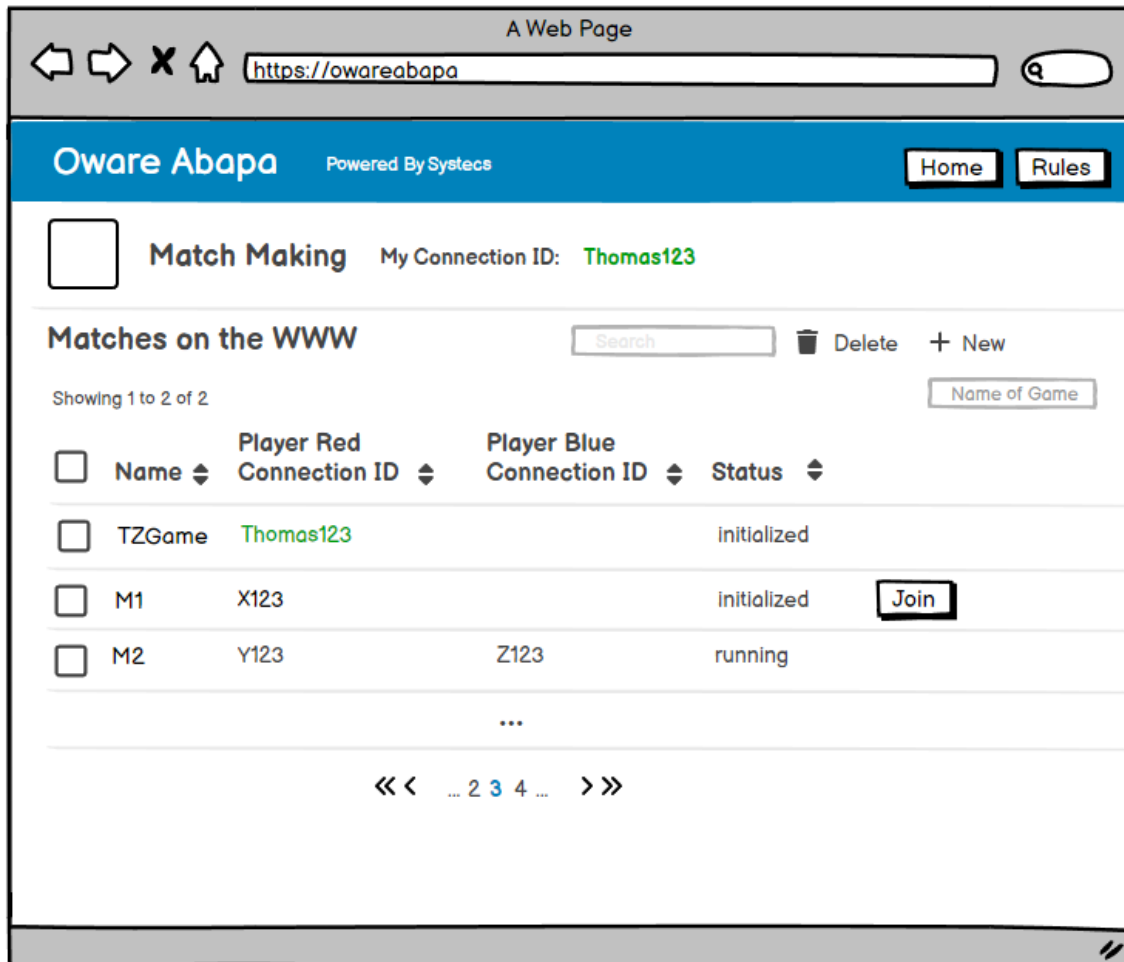 A Web Page
https://owareabapa
Oware Abapa Powered By Systecs Home Rules
Match Making My Connection ID: Thomas123
Matches on the WWW Search Delete + New
Showing 1 to 2 of 2 Name of Game
Player Red Player Blue
Name Connection ID Connection ID Status
TZGame Thomas123 initialized
M1 X123 initialized Join
M2 Y123 Z123 running
...
« < ... 2 3 4 ... > »